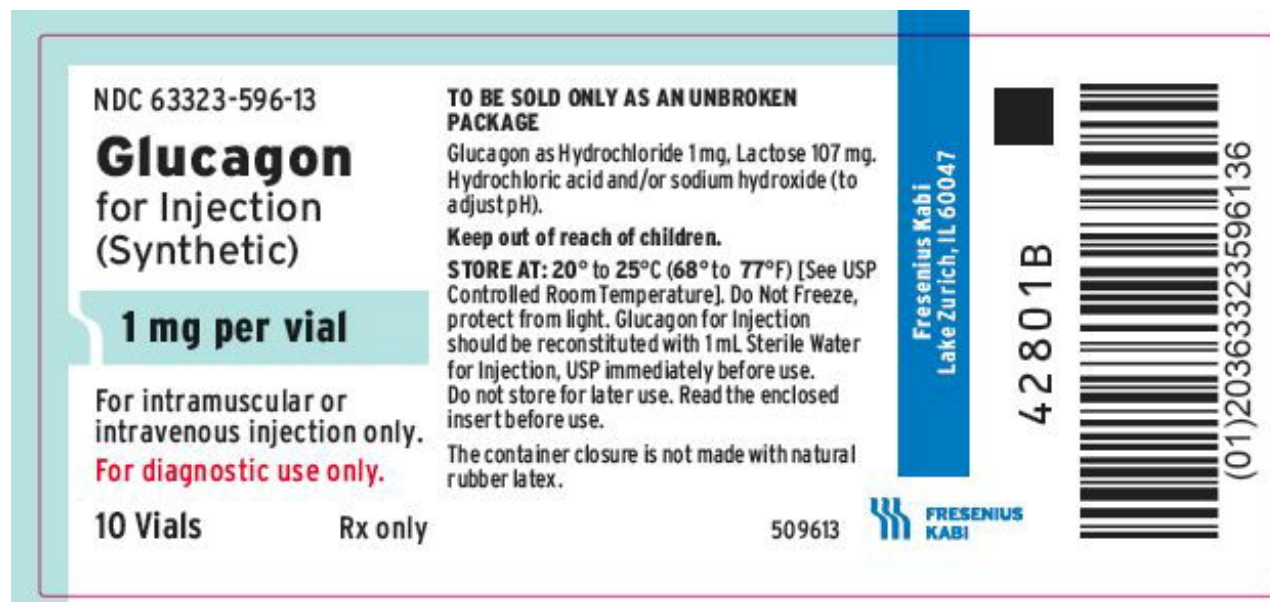 NDC 63323-596-13
Glucagon
for Injection
(Synthetic)
1 mg per vial
For intramuscular or
intravenous injection only.
For diagnostic use only.
10 Vials Rx only
TO BE SOLD ONLY AS AN UNBROKEN
PACKAGE
Glucagon as Hydrochloride 1 mg, Lactose 107 mg.
Hydrochloric acid and/or sodium hydroxide (to
adjust pH).
Keep out of reach of children.
STORE AT: 20° to 25°C (68° to 77°F) [See USP
Controlled Room Temperature]. Do Not Freeze,
protect from light. Glucagon for Injection
should be reconstituted with 1 mL Sterile Water
for Injection, USP immediately before use.
Do not store for later use. Read the enclosed
insert before use.
The container closure is not made with natural
rubber latex.
509613
Fresenius Kabi
Lake Zurich, IL 60047
FRESENIUS
KABI
42801B
(01)20363323596136